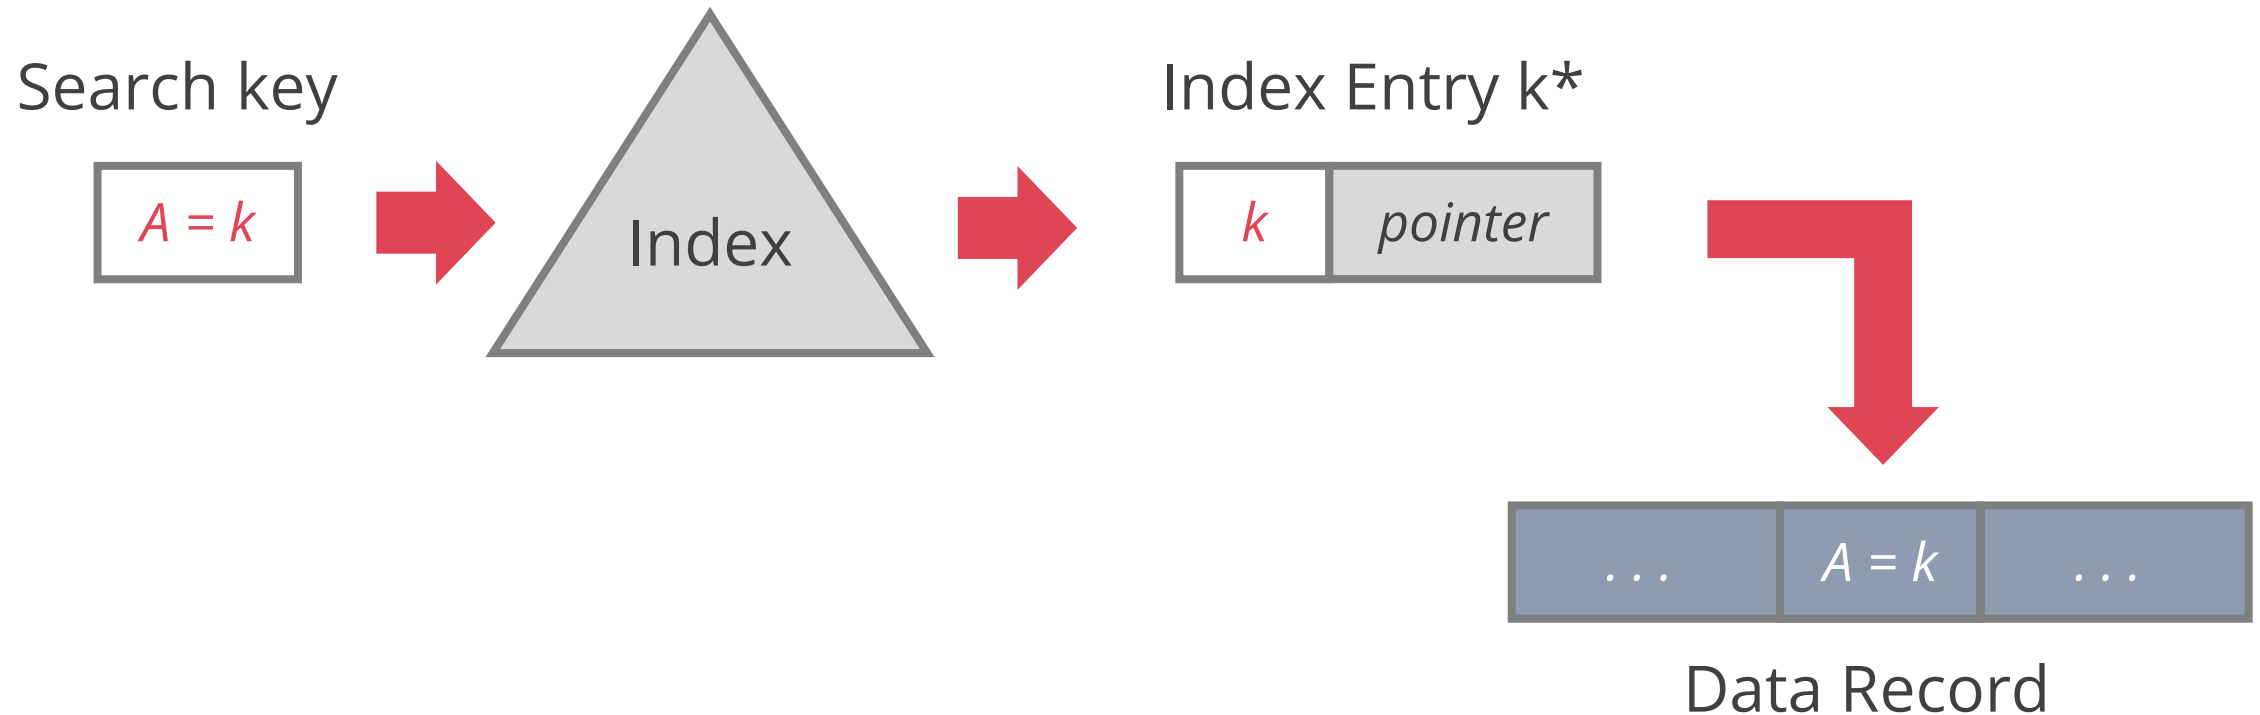 Search key
Index Entry k*
A = k
Index
k
pointer
. . .
A = k
. . .
Data Record